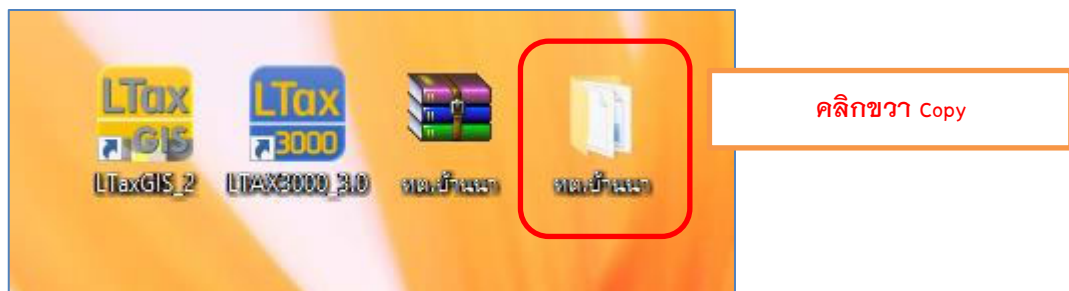 LTax
GIS
LTax
3000
LTaxGIS_2
LTAX3000_3.0
ทต.บ้านนา
ทต.บ้านนา
คลิกขวา Copy